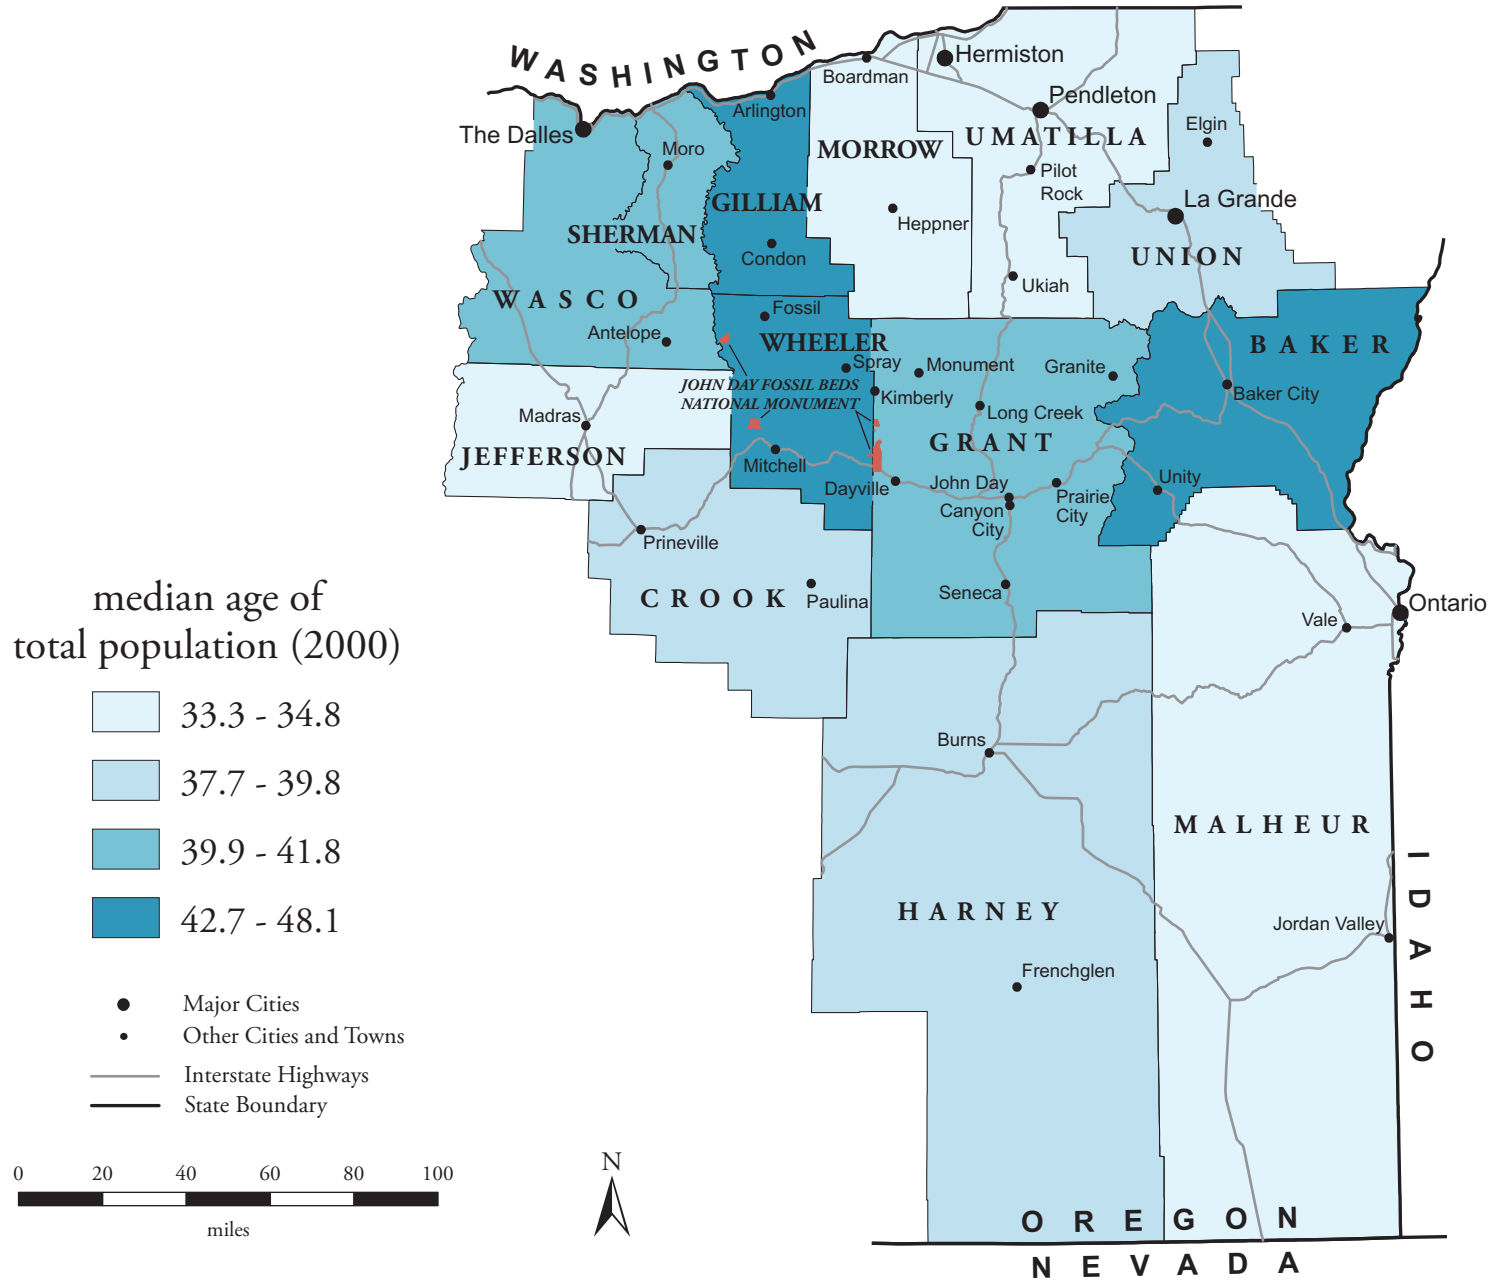 WASHINGTON
Hermiston
Boardman
Pendleton
Arlington
The Dalles
Elgin
UMATILLA
MORROW
Moro
Pilot
Rock
La Grande
GILLIAM
Heppner
SHERMAN
Condon
UNION
Ukiah
WASCO
Fossil
Antelope
WHEELER
BAKER
Spray
Monument
Granite
JOHN DAY FOSSIL BEDS
NATIONAL MONUMENT
Kimberly
Baker City
Madras
Long Creek
GRANT
JEFFERSON
Mitchell
Dayville
John Day
Prairie
City
Unity
Canyon
City
Prineville
CROOK
Paulina
Seneca
Ontario
Vale
median age of
total population (2000)
33.3 - 34.8
37.7 - 39.8
39.9 - 41.8
42.7 - 48.1
Burns
MALHEUR
HARNEY
Jordan Valley
IDAHO
Frenchglen
Major Cities
Other Cities and Towns
Interstate Highways
State Boundary
0 20 40 60 80 100
miles
N
OREGON
NEVADA